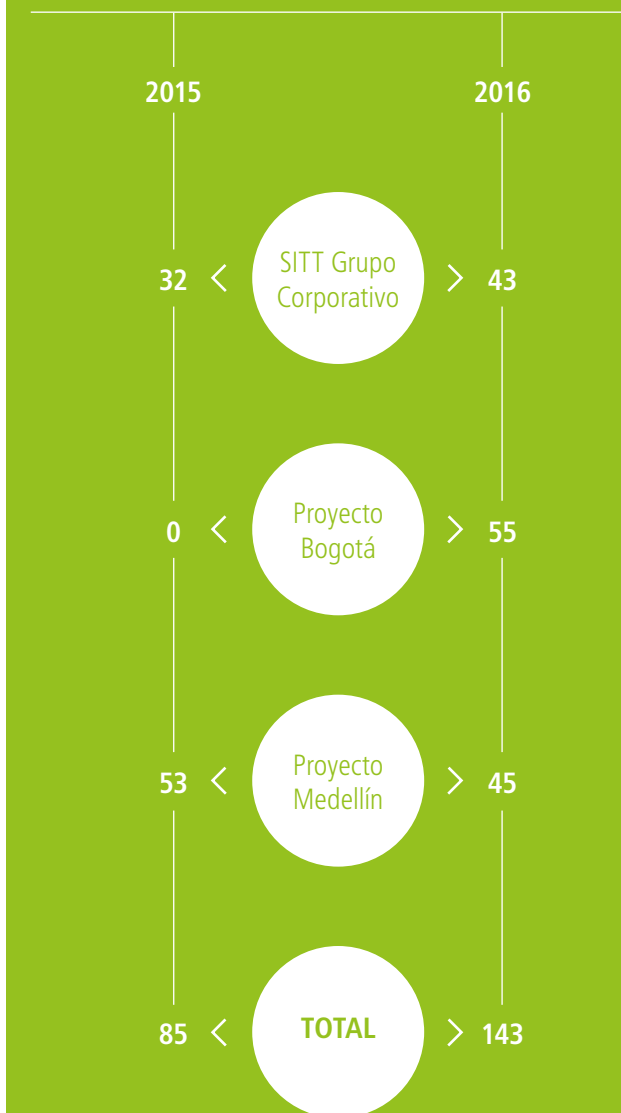 2015 2016
32 SITT Grupo Corporativo 43
0 Proyecto Bogotá 55
53 Proyecto Medellín 45
85 TOTAL 143